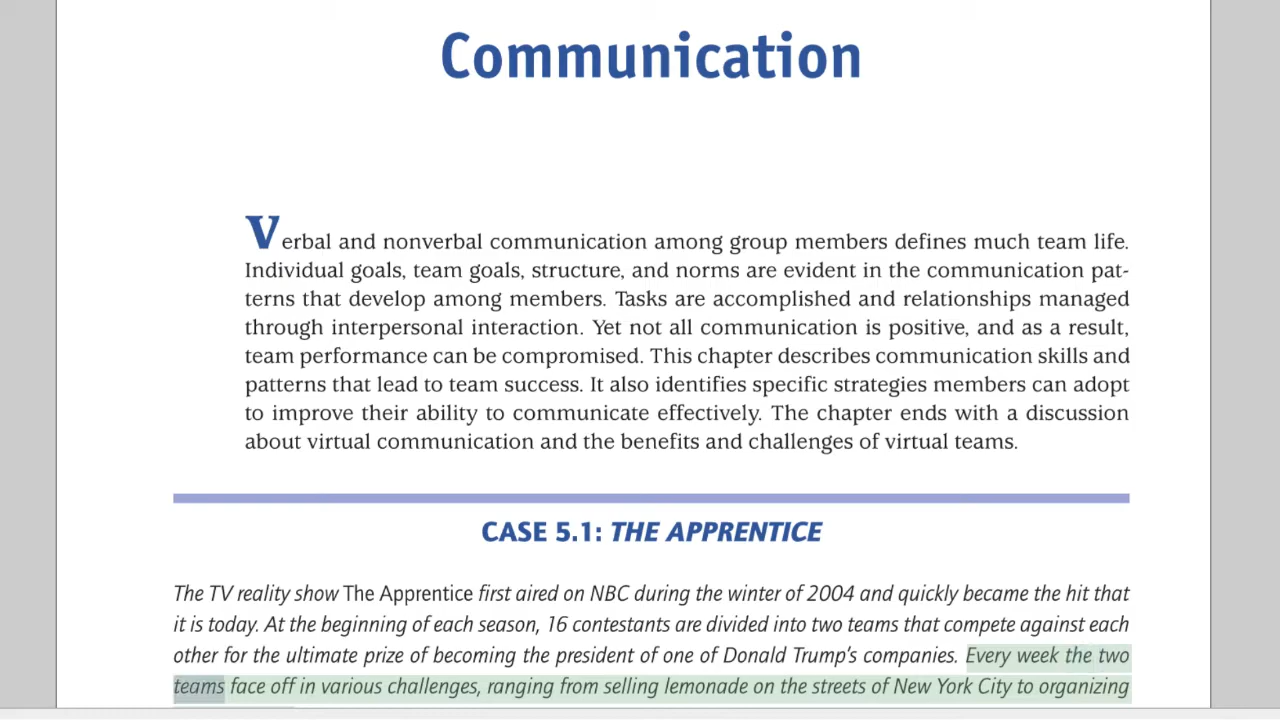 Communication
Verbal and nonverbal communication among group members defines much team life.
Individual goals, team goals, structure, and norms are evident in the communication pat-
terns that develop among members. Tasks are accomplished and relationships managed
through interpersonal interaction. Yet not all communication is positive, and as a result,
team performance can be compromised. This chapter describes communication skills and
patterns that lead to team success. It also identifies specific strategies members can adopt
to improve their ability to communicate effectively. The chapter ends with a discussion
about virtual communication and the benefits and challenges of virtual teams.
CASE 5.1: THE APPRENTICE
The TV reality show The Apprentice first aired on NBC during the winter of 2004 and quickly became the hit that
it is today. At the beginning of each season, 16 contestants are divided into two teams that compete against each
other for the ultimate prize of becoming the president of one of Donald Trump's companies. Every week the two
teams face off in various challenges, ranging from selling lemonade on the streets of New York City to organizing